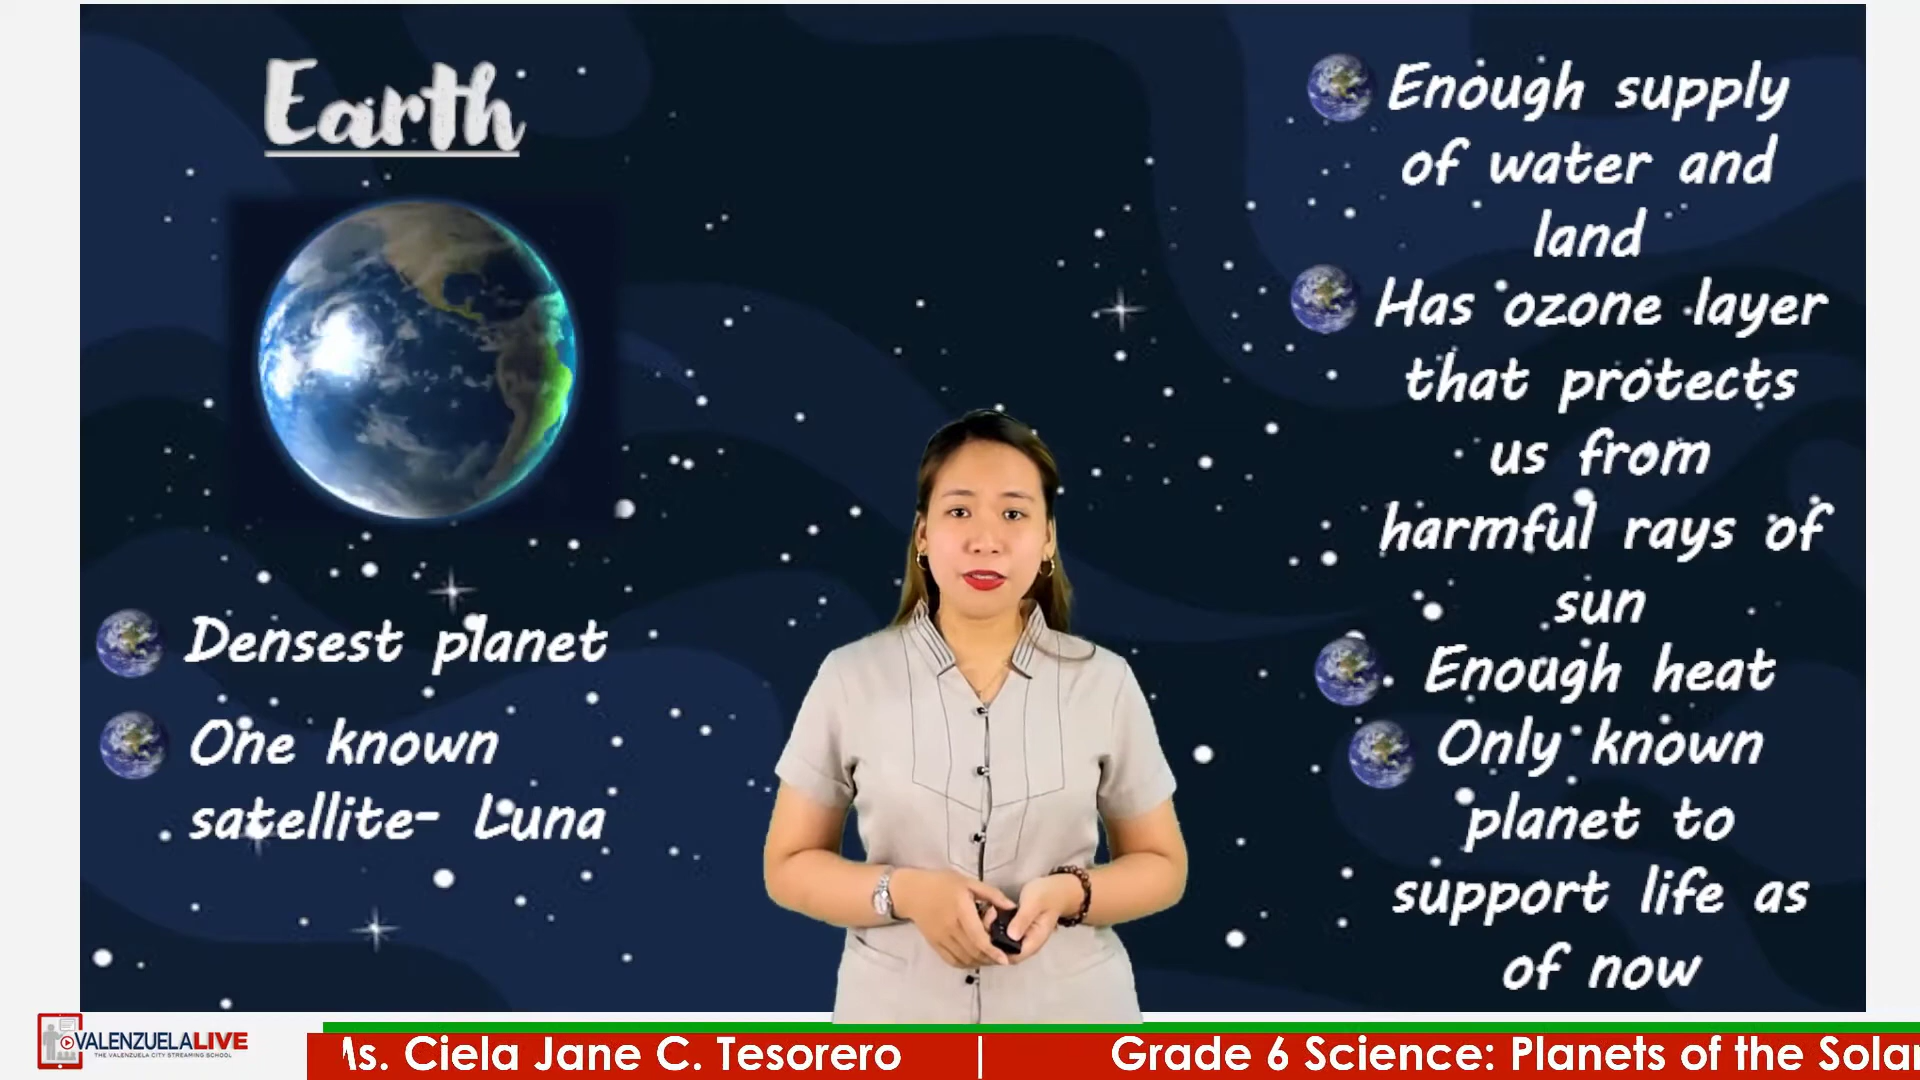 Earth
Densest planet
One known
satellite- Luna
Enough supply
of water and
land
Has ozone layer
that protects
us from
harmful rays of
sun
Enough heat
Only known
planet to
support life as
of now
VALENZUELALIVE
THE VALENZUELA CITY STREAMING SCHOOL
Ms. Ciela Jane C. Tesorero | Grade 6 Science: Planets of the Solar